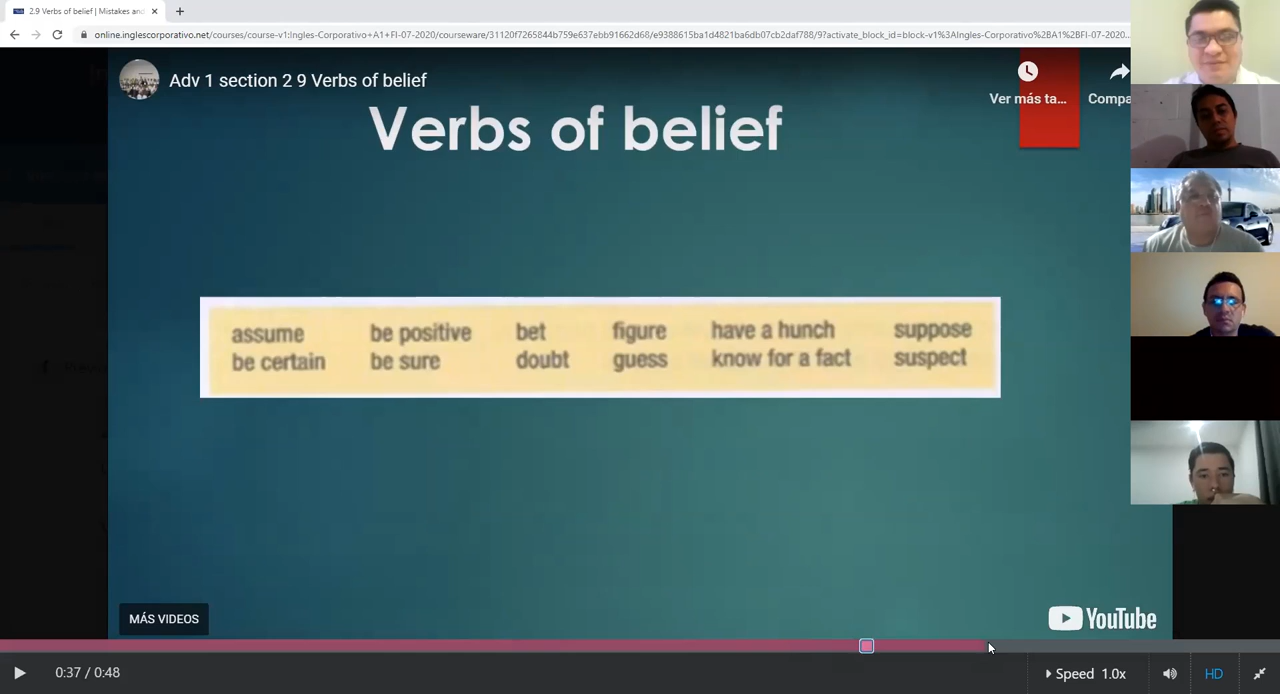 2.9 Verbs of belief | Mistakes and
online.inglescorporativo.net/courses/course-v1:Ingles-Corporativo+A1+FI-07-2020/courseware/31120f7265844b759e637ebb91662d68/e9388615ba1d4821ba6db07cb2daf788/9?activate_block_id=block-v1%3AIngles-Corporativo%2BA1%2BFI-07-2020...
Adv 1 section 2 9 Verbs of belief
Ver más ta...
Compa
Verbs of belief
assume be positive bet figure have a hunch suppose
be certain be sure doubt guess know for a fact suspect
MÁS VIDEOS
YouTube
0:37 / 0:48
Speed 1.0x
HD